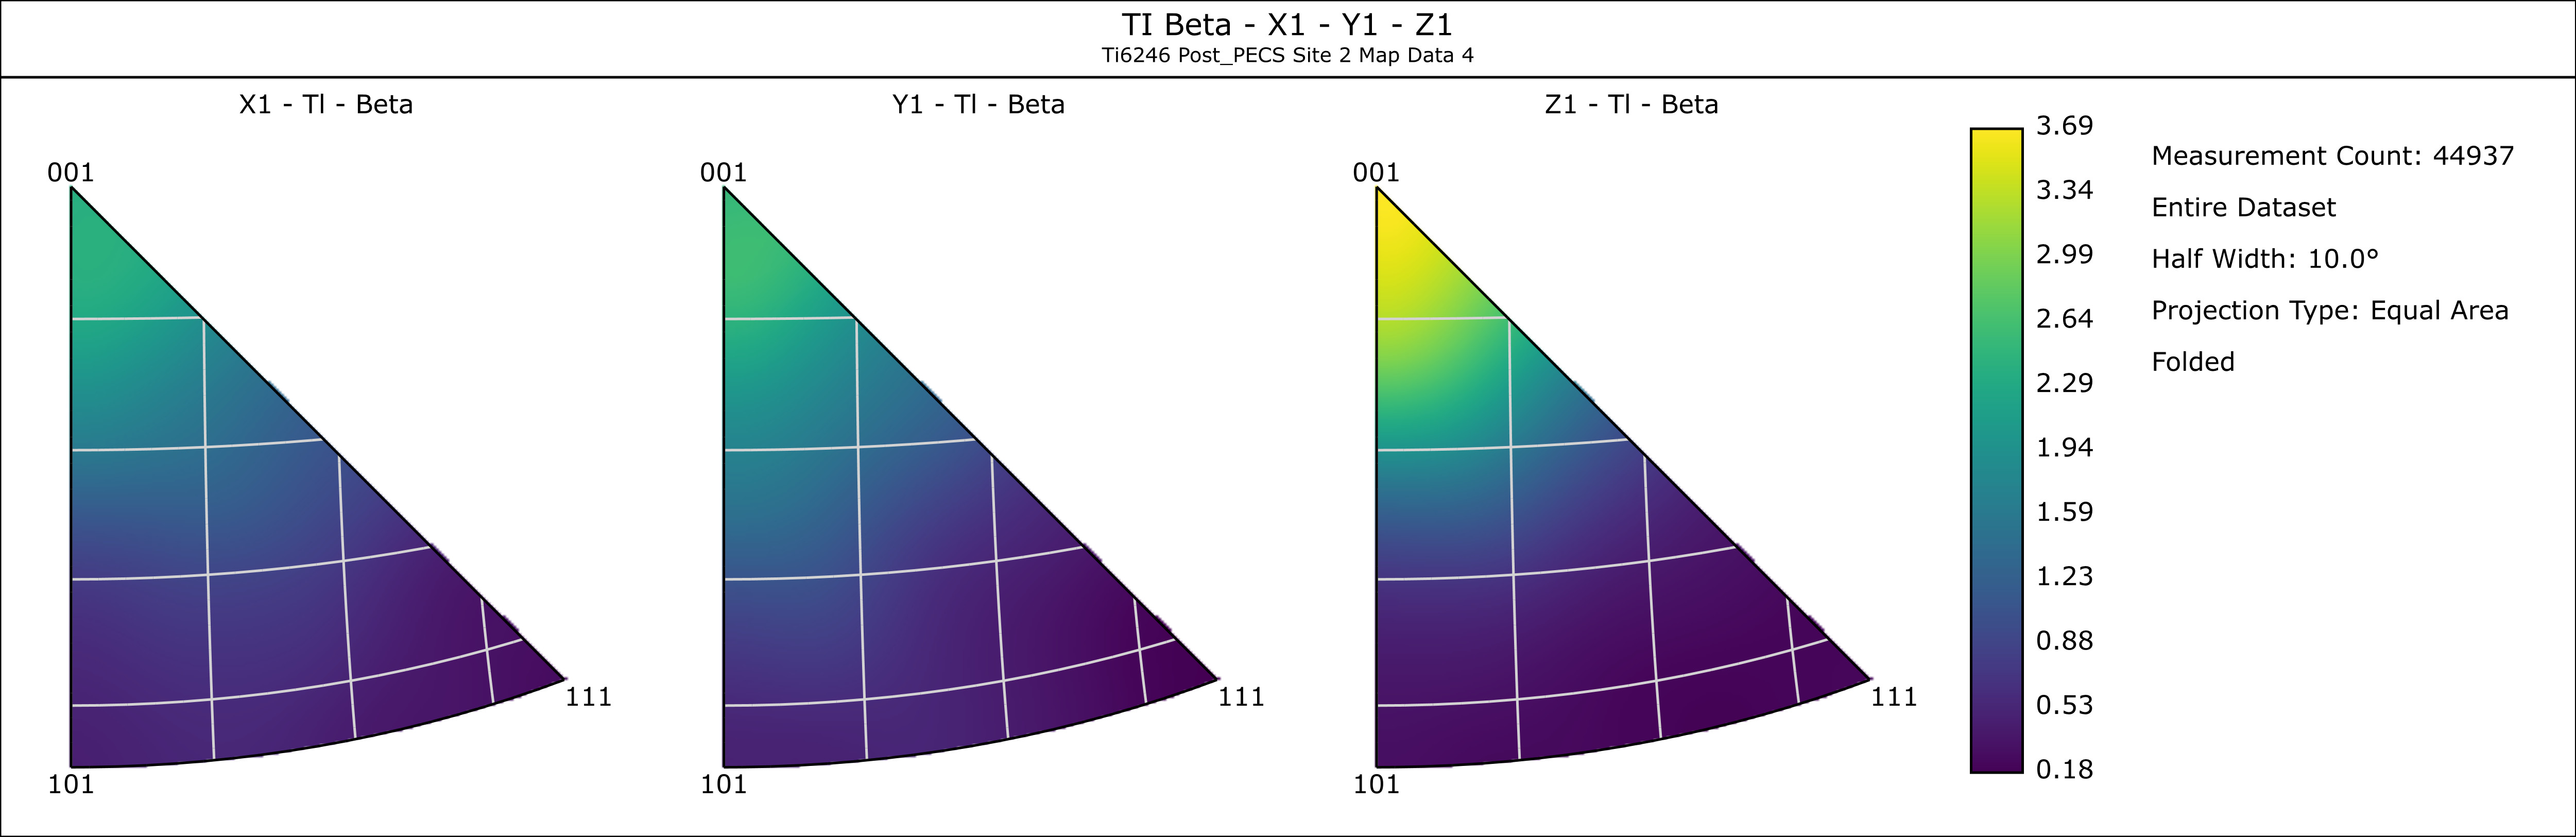 TI Beta - X1 - Y1 - Z1
Ti6246 Post_PECS Site 2 Map Data 4
X1 - Tl - Beta
Y1 - Tl - Beta
Z1 - Tl - Beta
001
101
111
001
101
111
001
101
111
3.69
3.34
2.99
2.64
2.29
1.94
1.59
1.23
0.88
0.53
0.18
Measurement Count: 44937
Entire Dataset
Half Width: 10.0°
Projection Type: Equal Area
Folded